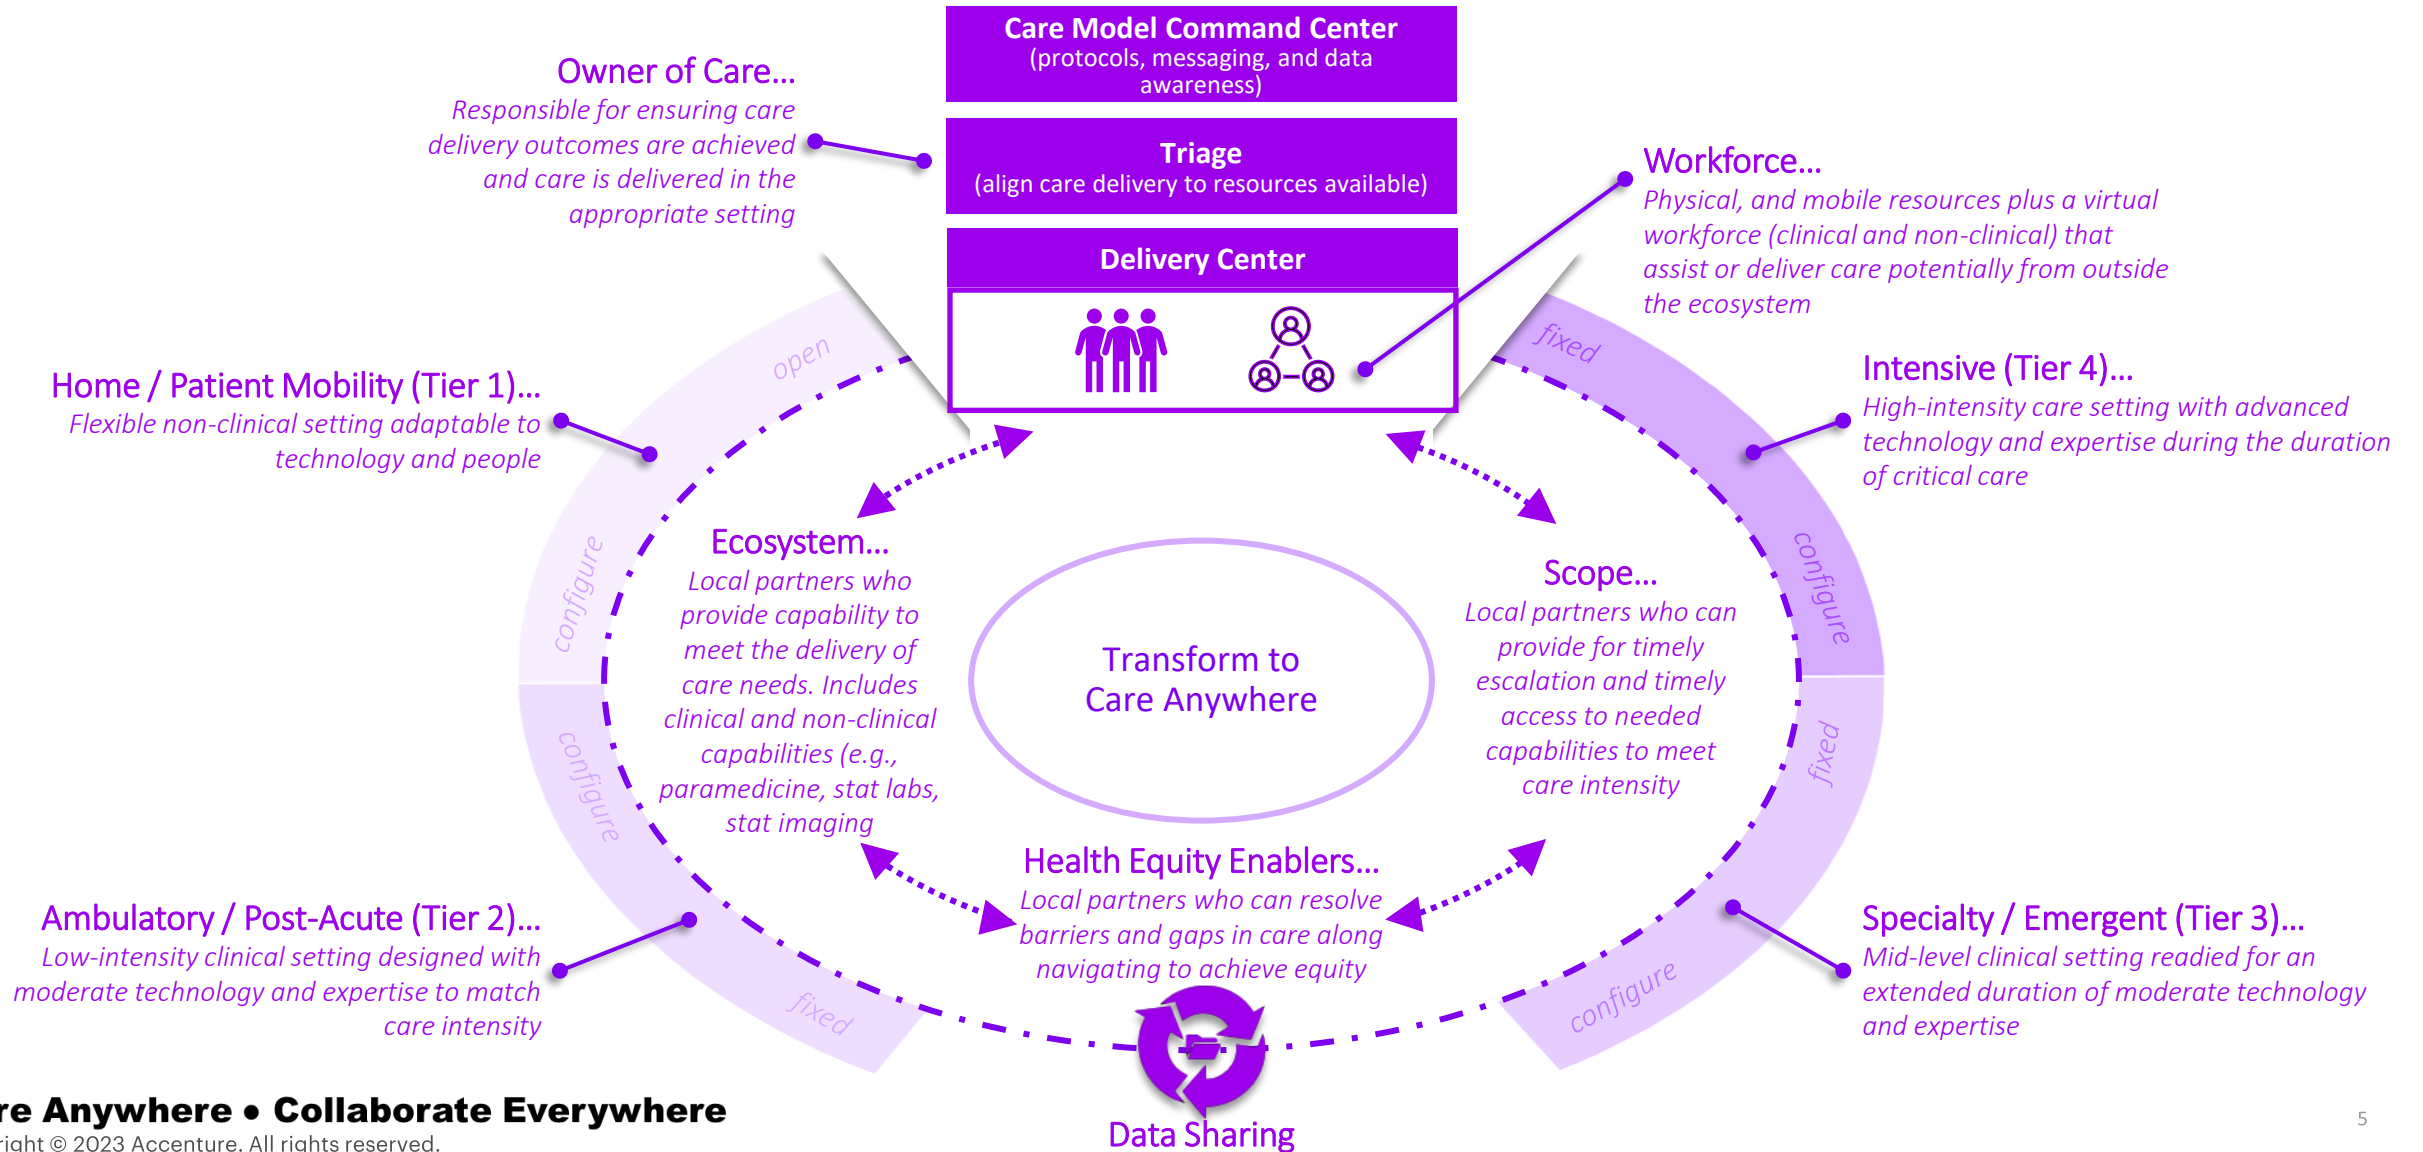 Care Model Command Center
(protocols, messaging, and data
awareness)
Owner of Care...
Responsible for ensuring care
delivery outcomes are achieved
and care is delivered in the
appropriate setting
Triage
(align care delivery to resources available)
Workforce...
Physical, and mobile resources plus a virtual
workforce (clinical and non-clinical) that
assist or deliver care potentially from outside
the ecosystem
Delivery Center
open
fixed
Home / Patient Mobility (Tier 1)...
Flexible non-clinical setting adaptable to
technology and people
Intensive (Tier 4)...
High-intensity care setting with advanced
technology and expertise during the duration
of critical care
configure
configure
Ecosystem...
Local partners who
provide capability to
meet the delivery of
care needs. Includes
clinical and non-clinical
capabilities (e.g.,
paramedicine, stat labs,
stat imaging
Transform to
Care Anywhere
Scope...
Local partners who can
provide for timely
escalation and timely
access to needed
capabilities to meet
care intensity
configure
fixed
Health Equity Enablers...
Local partners who can resolve
barriers and gaps in care along
navigating to achieve equity
Ambulatory / Post-Acute (Tier 2)...
Low-intensity clinical setting designed with
moderate technology and expertise to match
care intensity
Specialty / Emergent (Tier 3)...
Mid-level clinical setting readied for an
extended duration of moderate technology
and expertise
fixed
configure
Data Sharing
re Anywhere • Collaborate Everywhere
right © 2023 Accenture. All rights reserved.
5